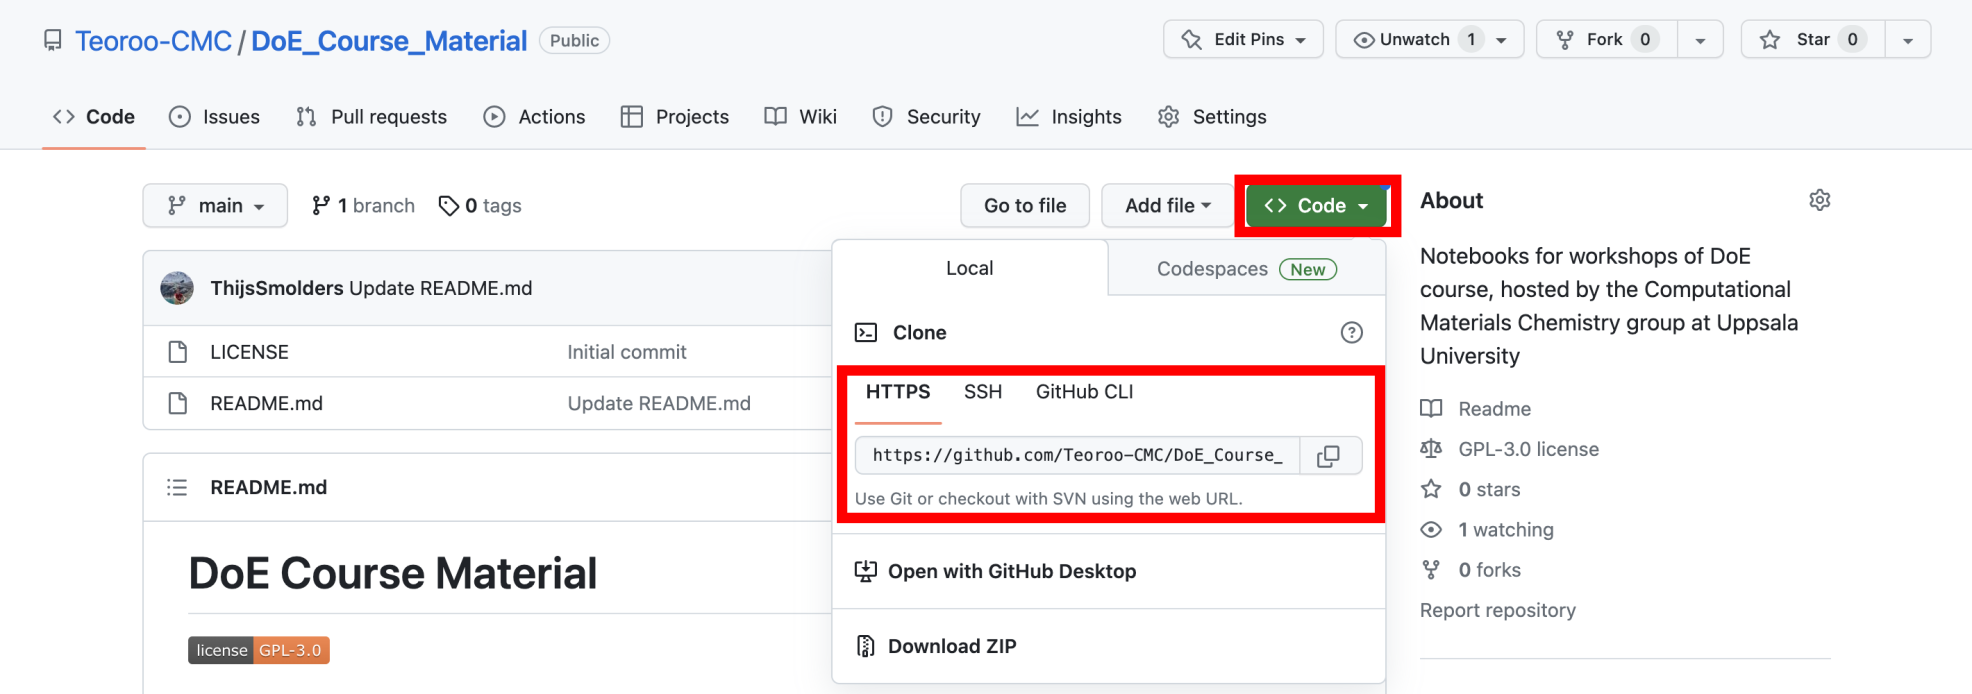 Teoroo-CMC / DoE_Course_Material Public
Edit Pins Unwatch 1 Fork 0 Star 0
Code Issues Pull requests Actions Projects Wiki Security Insights Settings
main 1 branch 0 tags
Go to file Add file Code
ThijsSmolders Update README.md
LICENSE Initial commit
README.md Update README.md
README.md
DoE Course Material
license GPL-3.0
Local Codespaces New
Clone
HTTPS SSH GitHub CLI
https://github.com/Teoroo-CMC/DoE_Course_
Use Git or checkout with SVN using the web URL.
Open with GitHub Desktop
Download ZIP
About
Notebooks for workshops of DoE
course, hosted by the Computational
Materials Chemistry group at Uppsala
University
Readme
GPL-3.0 license
0 stars
1 watching
0 forks
Report repository